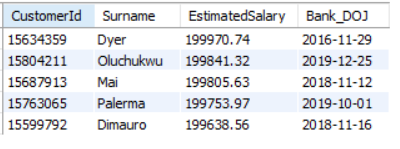 CustomerId Surname EstimatedSalary Bank_DOJ
15634359 Dyer 199970.74 2016-11-29
15804211 Oluchukwu 199841.32 2019-12-25
15687913 Mai 199805.63 2018-11-12
15763065 Palerma 199753.97 2019-10-01
15599792 Dimauro 199638.56 2018-11-16